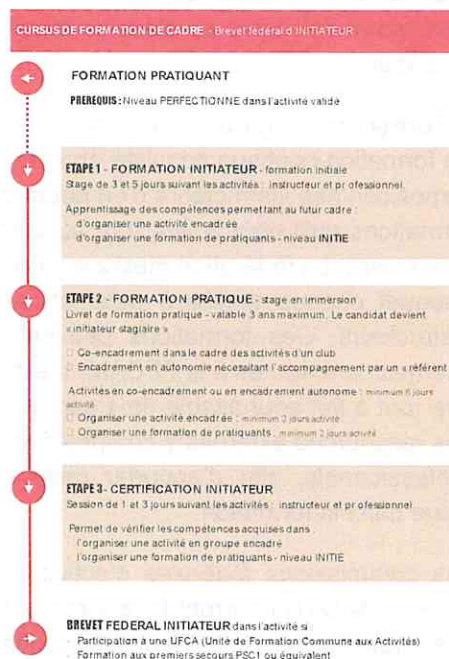 CURSUS DE FORMATION DE CADRE - Brevet fédéral d'INITIATEUR
FORMATION PRATIQUANT
PREREQUIS : Niveau PERFECTIONNE dans l'activité validé
ETAPE 1 - FORMATION INITIATEUR - formation initiale
Stage de 3 et 5 jours suivant les activités : instructeur et professionnel.
Apprentissage des compétences permettant au futur cadre :
d'organiser une activité encadrée
d'organiser une formation de pratiquants - niveau INITIE
ETAPE 2 - FORMATION PRATIQUE - stage en immersion
Livret de formation pratique - valable 3 ans maximum. Le candidat devient
« initiateur stagiaire »
Co-encadrement dans le cadre des activités d'un club
Encadrement en autonomie nécessitant l'accompagnement par un « référent
Activités en co-encadrement ou en encadrement autonome : minimum 6 jours
activité
Organiser une activité encadrée : minimum 2 jours activité
Organiser une formation de pratiquants : minimum 2 jours activité
ETAPE 3 - CERTIFICATION INITIATEUR
Session de 1 et 3 jours suivant les activités : instructeur et professionnel
Permet de vérifier les compétences acquises dans :
l'organiser une activité en groupe encadré
l'organiser une formation de pratiquants - niveau INITIE
BREVET FEDERAL INITIATEUR dans l'activité si :
- Participation à une UFCA (Unité de Formation Commune aux Activités)
- Formation aux premiers secours PSC1 ou équivalent